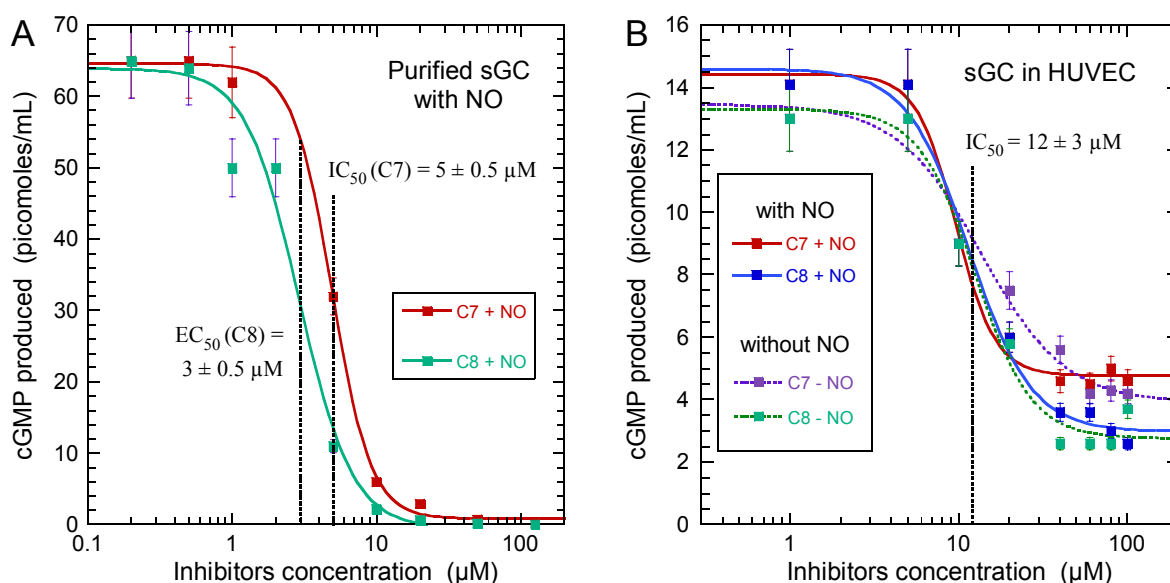 A
Purified sGC
with NO
IC50 (C7) = 5 ± 0.5 µM
EC50 (C8) =
3 ± 0.5 µM
C7 + NO
C8 + NO
cGMP produced (picomoles/mL)
70
60
50
40
30
20
10
0
0.1
1
10
100
Inhibitors concentration (µM)
B
sGC in HUVEC
IC50 = 12 ± 3 µM
with NO
C7 + NO
C8 + NO
without NO
C7 - NO
C8 - NO
cGMP produced (picomoles/mL)
16
14
12
10
8
6
4
2
0
1
10
100
Inhibitors concentration (µM)